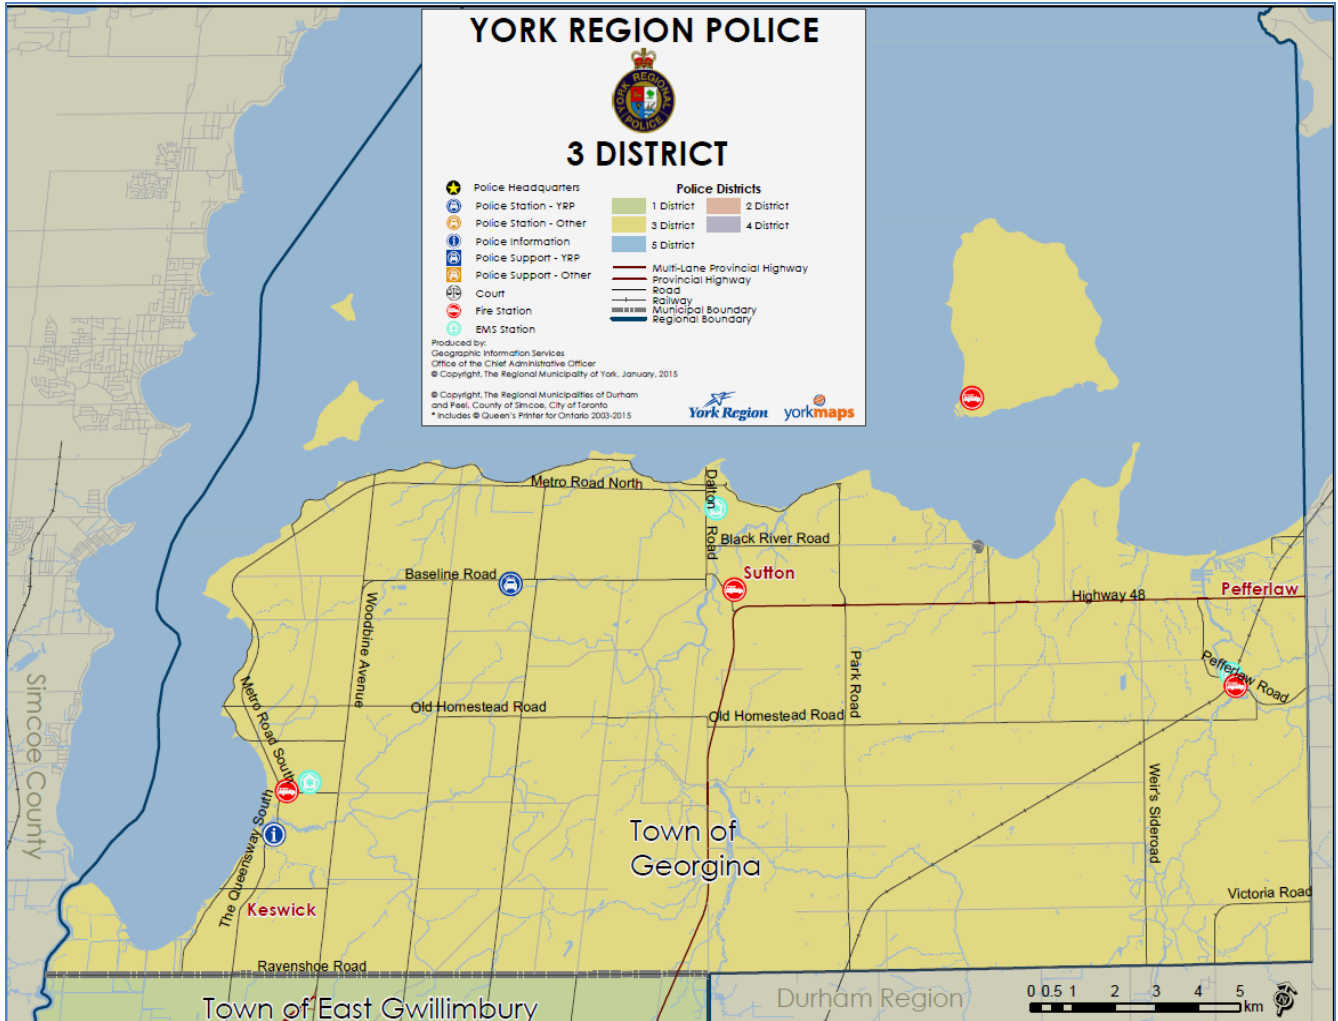 YORK REGION POLICE
YORK REGIONAL
POLICE
3 DISTRICT
Police Headquarters
Police Station - YRP
Police Station - Other
Police Information
Police Support - YRP
Police Support - Other
Court
Fire Station
EMS Station
Police Districts
1 District
2 District
3 District
4 District
5 District
Multi-Lane Provincial Highway
Provincial Highway
Road
Railway
Municipal Boundary
Regional Boundary
Produced by:
Geographic Information Services
Office of the Chief Administrative Officer
© Copyright, The Regional Municipality of York, January, 2015
© Copyright, The Regional Municipalities of Durham
and Peel, County of Simcoe, City of Toronto
* Includes © Queen's Printer for Ontario 2003-2015
York Region
yorkmaps
Metro Road North
Dalton Road
Black River Road
Baseline Road
Sutton
Highway 48
Pefferlaw
Woodbine Avenue
Park Road
Pefferlaw Road
Simcoe County
Metro Road South
Old Homestead Road
Old Homestead Road
Weir's Sideroad
The Queensway South
Town of
Georgina
Victoria Road
Keswick
Ravenshoe Road
Town of East Gwillimbury
Durham Region
0 0.5 1 2 3 4 5
km
N